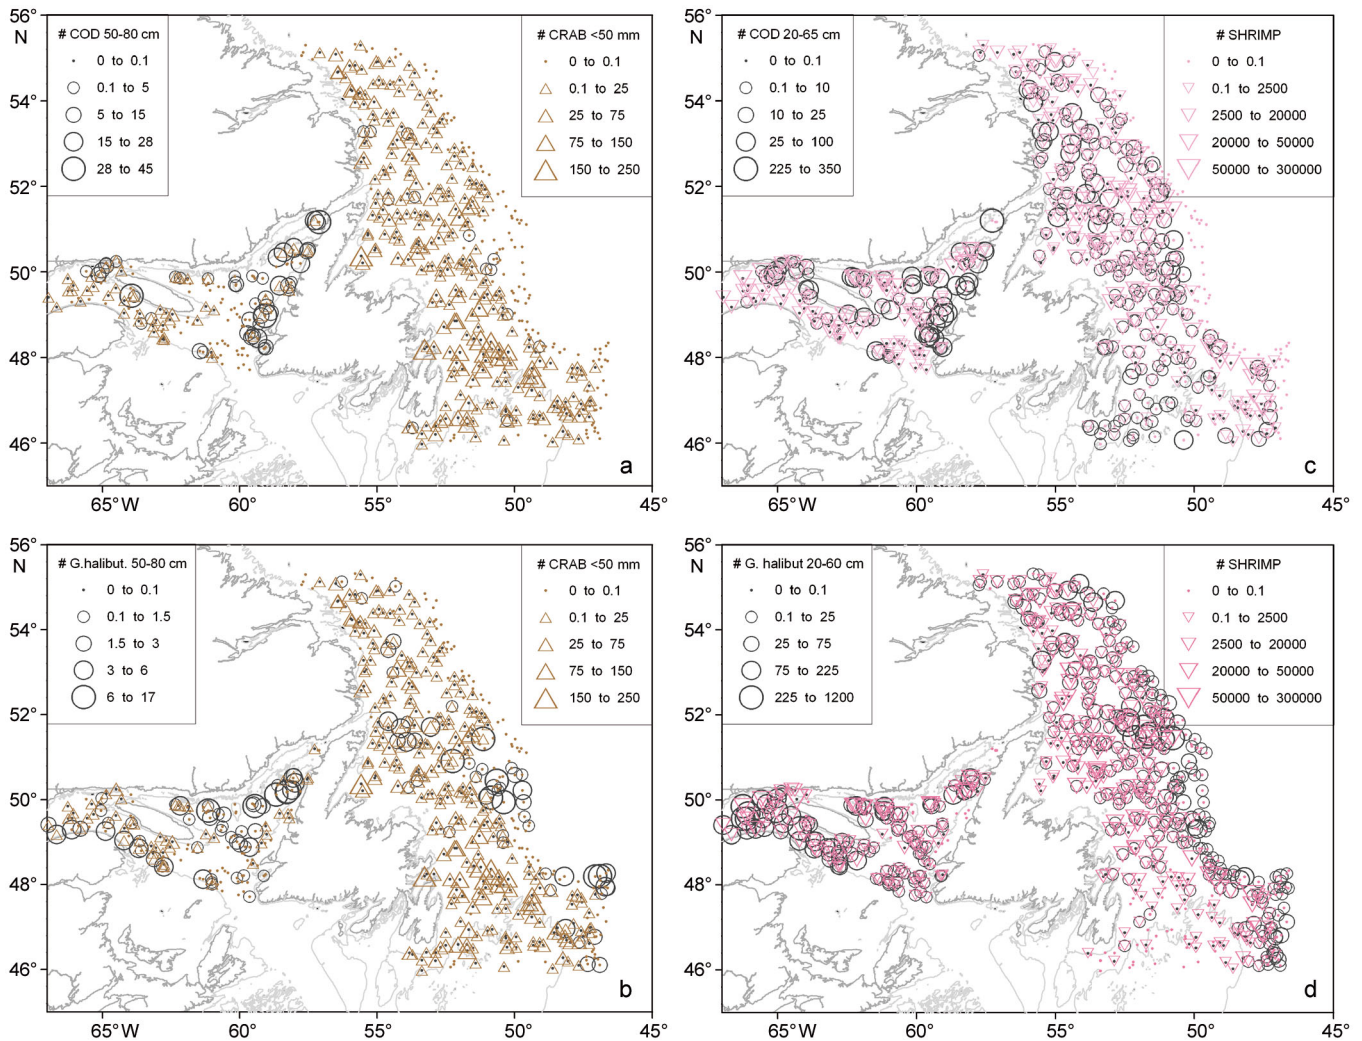 56°
N
54°
52°
50°
48°
46°
# COD 50-80 cm
0 to 0.1
0.1 to 5
5 to 15
15 to 28
28 to 45
# CRAB <50 mm
0 to 0.1
0.1 to 25
25 to 75
75 to 150
150 to 250
a
65°W
60°
55°
50°
45°
56°
N
54°
52°
50°
48°
46°
# COD 20-65 cm
0 to 0.1
0.1 to 10
10 to 25
25 to 100
225 to 350
# SHRIMP
0 to 0.1
0.1 to 2500
2500 to 20000
20000 to 50000
50000 to 300000
c
65°W
60°
55°
50°
45°
56°
N
54°
52°
50°
48°
46°
# G.halibut. 50-80 cm
0 to 0.1
0.1 to 1.5
1.5 to 3
3 to 6
6 to 17
# CRAB <50 mm
0 to 0.1
0.1 to 25
25 to 75
75 to 150
150 to 250
b
65°W
60°
55°
50°
45°
56°
N
54°
52°
50°
48°
46°
# G. halibut 20-60 cm
0 to 0.1
0.1 to 25
25 to 75
75 to 225
225 to 1200
# SHRIMP
0 to 0.1
0.1 to 2500
2500 to 20000
20000 to 50000
50000 to 300000
d
65°W
60°
55°
50°
45°